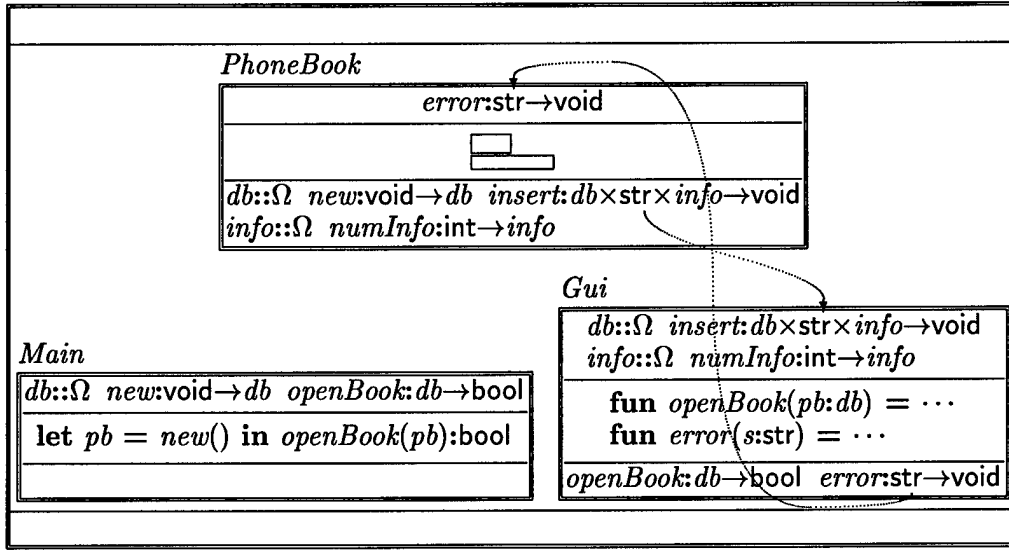 PhoneBook
error:str→void
db::Ω new:void→db insert:db×str×info→void
info::Ω numInfo:int→info
Gui
db::Ω insert:db×str×info→void
info::Ω numInfo:int→info
fun openBook(pb:db) = ⋯
fun error(s:str) = ⋯
openBook:db→bool error:str→void
Main
db::Ω new:void→db openBook:db→bool
let pb = new() in openBook(pb):bool